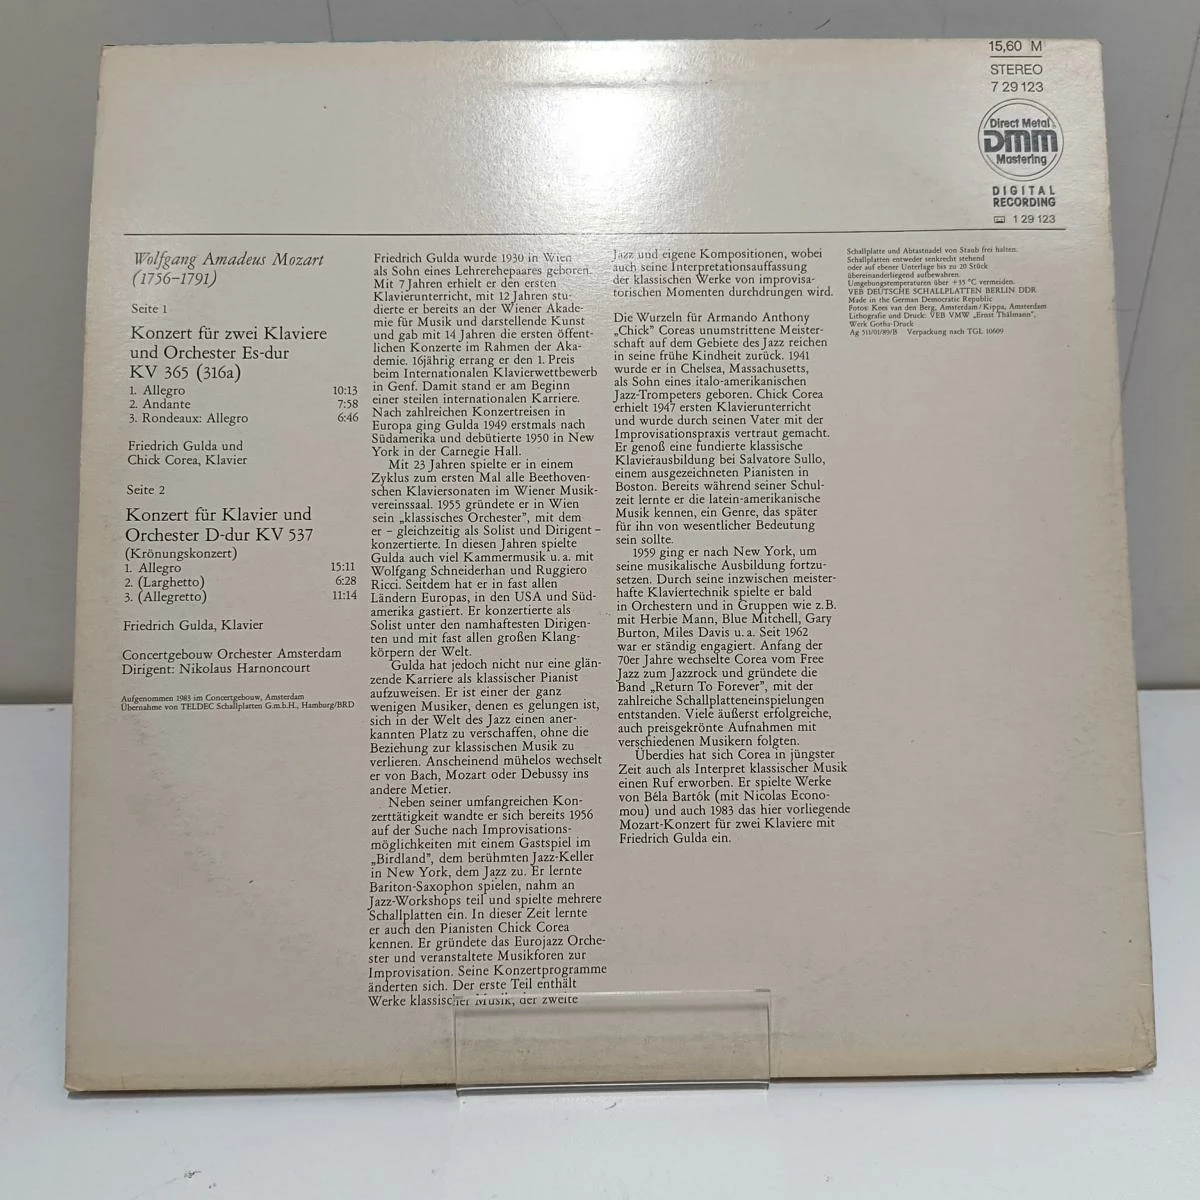 15,60 M
STEREO
7 29 123
Direct Metal
DMM
Mastering
DIGITAL
RECORDING
1 29 123
Wolfgang Amadeus Mozart
(1756–1791)
Seite 1
Konzert für zwei Klaviere
und Orchester Es-dur
KV 365 (316a)
1. Allegro 10:13
2. Andante 7:58
3. Rondeaux: Allegro 6:46
Friedrich Gulda und
Chick Corea, Klavier
Seite 2
Konzert für Klavier und
Orchester D-dur KV 537
(Krönungskonzert)
1. Allegro 15:11
2. (Larghetto) 6:28
3. (Allegretto) 11:14
Friedrich Gulda, Klavier
Concertgebouw Orchester Amsterdam
Dirigent: Nikolaus Harnoncourt
Aufgenommen 1983 im Concertgebouw, Amsterdam
Übernahme von TELDEC Schallplatten G.m.b.H., Hamburg/BRD
Friedrich Gulda wurde 1930 in Wien
als Sohn eines Lehrerehepaares geboren.
Mit 7 Jahren erhielt er den ersten
Klavierunterricht, mit 12 Jahren stu-
dierte er bereits an der Wiener Akade-
mie für Musik und darstellende Kunst
und gab mit 14 Jahren die ersten öffent-
lichen Konzerte im Rahmen der Aka-
demie. 16jährig errang er den 1. Preis
beim Internationalen Klavierwettbewerb
in Genf. Damit stand er am Beginn
einer steilen internationalen Karriere.
Nach zahlreichen Konzertreisen in
Europa ging Gulda 1949 erstmals nach
Südamerika und debütierte 1950 in New
York in der Carnegie Hall.
Mit 23 Jahren spielte er in einem
Zyklus zum ersten Mal alle Beethoven-
schen Klaviersonaten im Wiener Musik-
vereinssaal. 1955 gründete er in Wien
sein „klassisches Orchester”, mit dem
er – gleichzeitig als Solist und Dirigent –
konzertierte. In diesen Jahren spielte
Gulda auch viel Kammermusik u. a. mit
Wolfgang Schneiderhan und Ruggiero
Ricci. Seitdem hat er in fast allen
Ländern Europas, in den USA und Süd-
amerika gastiert. Er konzertierte als
Solist unter den namhaftesten Dirigen-
ten und mit fast allen großen Klang-
körpern der Welt.
Gulda hat jedoch nicht nur eine glän-
zende Karriere als klassischer Pianist
aufzuweisen. Er ist einer der ganz
wenigen Musiker, denen es gelungen ist,
sich in der Welt des Jazz einen aner-
kannten Platz zu verschaffen, ohne die
Beziehung zur klassischen Musik zu
verlieren. Anscheinend mühelos wechselt
er von Bach, Mozart oder Debussy ins
andere Metier.
Neben seiner umfangreichen Kon-
zerttätigkeit wandte er sich bereits 1956
auf der Suche nach Improvisations-
möglichkeiten mit einem Gastspiel im
„Birdland”, dem berühmten Jazz-Keller
in New York, dem Jazz zu. Er lernte
Bariton-Saxophon spielen, nahm an
Jazz-Workshops teil und spielte mehrere
Schallplatten ein. In dieser Zeit lernte
er auch den Pianisten Chick Corea
kennen. Er gründete das Eurojazz Orche-
ster und veranstaltete Musikforen zur
Improvisation. Seine Konzertprogramme
änderten sich. Der erste Teil enthält
Werke klassischer Musik, der zweite
Jazz und eigene Kompositionen, wobei
auch seine Interpretationsauffassung
der klassischen Werke von improvisa-
torischen Momenten durchdrungen wird.
Die Wurzeln für Armando Anthony
„Chick” Coreas unumstrittene Meister-
schaft auf dem Gebiete des Jazz reichen
in seine frühe Kindheit zurück. 1941
wurde er in Chelsea, Massachusetts,
als Sohn eines italo-amerikanischen
Jazz-Trompeters geboren. Chick Corea
erhielt 1947 ersten Klavierunterricht
und wurde durch seinen Vater mit der
Improvisationspraxis vertraut gemacht.
Er genoß eine fundierte klassische
Klavierausbildung bei Salvatore Sullo,
einem ausgezeichneten Pianisten in
Boston. Bereits während seiner Schul-
zeit lernte er die latein-amerikanische
Musik kennen, ein Genre, das später
für ihn von wesentlicher Bedeutung
sein sollte.
1959 ging er nach New York, um
seine musikalische Ausbildung fortzu-
setzen. Durch seine inzwischen meister-
hafte Klaviertechnik spielte er bald
in Orchestern und in Gruppen wie z. B.
mit Herbie Mann, Blue Mitchell, Gary
Burton, Miles Davis u. a. Seit 1962
war er ständig engagiert. Anfang der
70er Jahre wechselte Corea vom Free
Jazz zum Jazzrock und gründete die
Band „Return To Forever”, mit der
zahlreiche Schallplatteneinspielungen
entstanden. Viele äußerst erfolgreiche,
auch preisgekrönte Aufnahmen mit
verschiedenen Musikern folgten.
Überdies hat sich Corea in jüngster
Zeit auch als Interpret klassischer Musik
einen Ruf erworben. Er spielte Werke
von Béla Bartók (mit Nicolas Econo-
mou) und auch 1983 das hier vorliegende
Mozart-Konzert für zwei Klaviere mit
Friedrich Gulda ein.
Schallplatte und Abtastnadel von Staub frei halten.
Schallplatten entweder senkrecht stehend
oder auf ebener Unterlage bis zu 20 Stück
übereinanderliegend aufbewahren.
Umgebungstemperaturen über +35 °C vermeiden.
VEB DEUTSCHE SCHALLPLATTEN BERLIN DDR
Made in the German Democratic Republic
Fotos: Kees van den Berg, Amsterdam / Kippa, Amsterdam
Lithografie und Druck: VEB VMW „Ernst Thälmann”,
Werk Gotha-Druck
Ag 511/01/89/B Verpackung nach TGL 10609